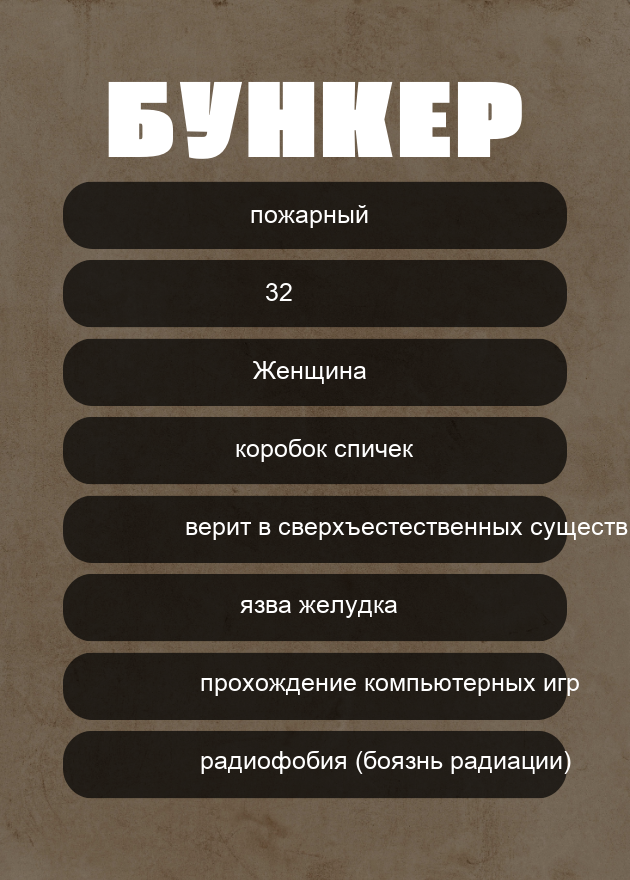 БУНКЕР
пожарный
32
Женщина
коробок спичек
верит в сверхъестественных существ
язва желудка
прохождение компьютерных игр
радиофобия (боязнь радиации)